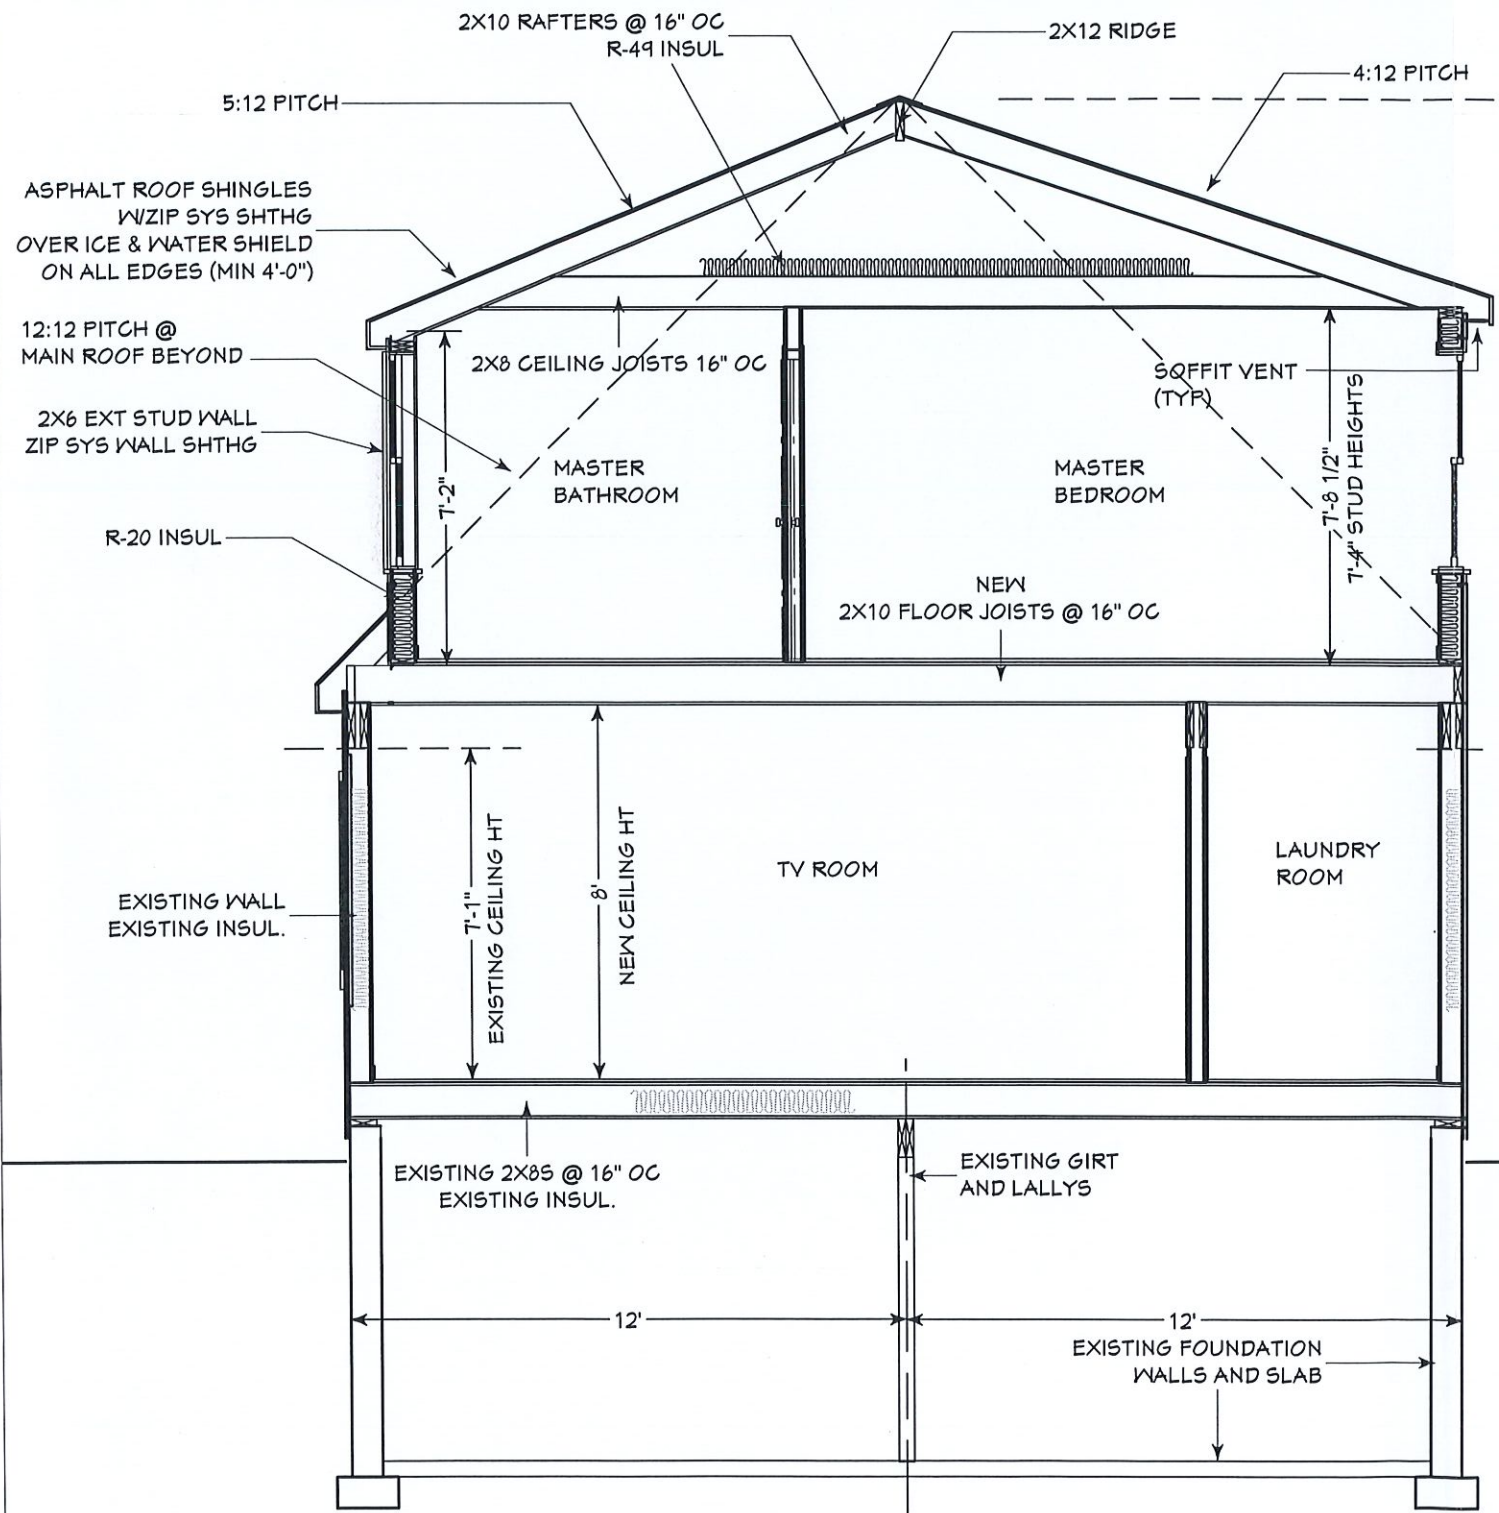 2X10 RAFTERS @ 16" OC
R-49 INSUL
2X12 RIDGE
4:12 PITCH
5:12 PITCH
ASPHALT ROOF SHINGLES
W/ZIP SYS SHTHG
OVER ICE & WATER SHIELD
ON ALL EDGES (MIN 4'-0")
12:12 PITCH @
MAIN ROOF BEYOND
2X8 CEILING JOISTS 16" OC
SOFFIT VENT
(TYP)
2X6 EXT STUD WALL
ZIP SYS WALL SHTHG
MASTER
BATHROOM
MASTER
BEDROOM
7'-2"
7'-8 1/2"
7'-4" STUD HEIGHTS
R-20 INSUL
NEW
2X10 FLOOR JOISTS @ 16" OC
7'-1"
EXISTING CEILING HT
8'
NEW CEILING HT
TV ROOM
LAUNDRY
ROOM
EXISTING WALL
EXISTING INSUL.
EXISTING 2X8S @ 16" OC
EXISTING INSUL.
EXISTING GIRT
AND LALLYS
12'
12'
EXISTING FOUNDATION
WALLS AND SLAB